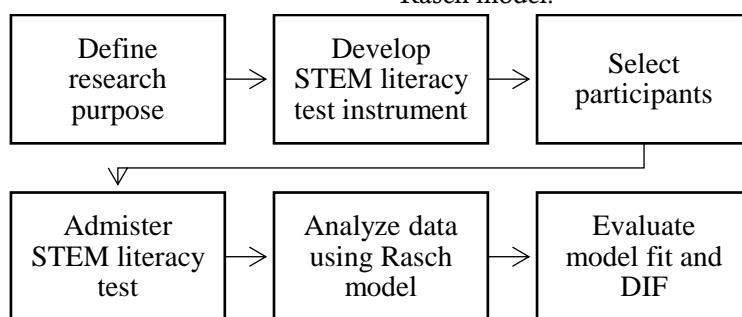 Rasch model.
Define
research
purpose
Develop
STEM literacy
test instrument
Select
participants
Admister
STEM literacy
test
Analyze data
using Rasch
model
Evaluate
model fit and
DIF